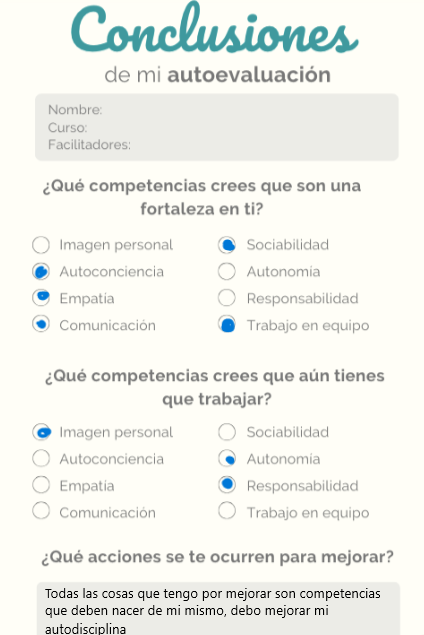 Conclusiones
de mi autoevaluación
Nombre:
Curso:
Facilitadores:
¿Qué competencias crees que son una
fortaleza en ti?
Imagen personal
Sociabilidad
Autoconciencia
Autonomía
Empatía
Responsabilidad
Comunicación
Trabajo en equipo
¿Qué competencias crees que aún tienes
que trabajar?
Imagen personal
Sociabilidad
Autoconciencia
Autonomía
Empatía
Responsabilidad
Comunicación
Trabajo en equipo
¿Qué acciones se te ocurren para mejorar?
Todas las cosas que tengo por mejorar son competencias
que deben nacer de mi mismo, debo mejorar mi
autodisciplina